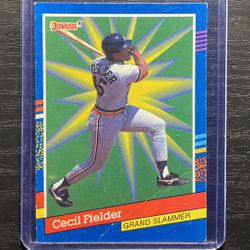 Donruss
Cecil Fielder
GRAND SLAMMER